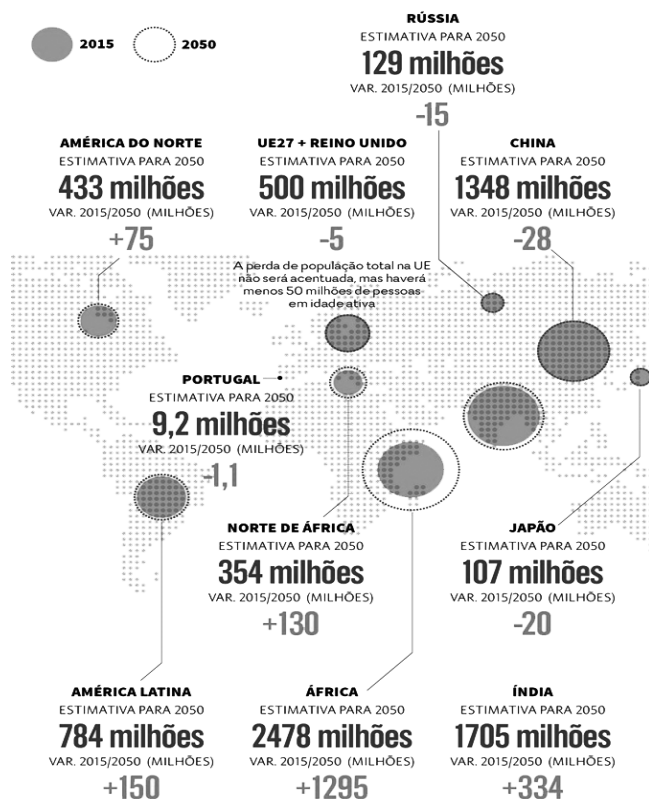 2015
2050
RÚSSIA
ESTIMATIVA PARA 2050
129 milhões
VAR. 2015/2050 (MILHÕES)
-15
AMÉRICA DO NORTE
ESTIMATIVA PARA 2050
433 milhões
VAR. 2015/2050 (MILHÕES)
+75
UE27 + REINO UNIDO
ESTIMATIVA PARA 2050
500 milhões
VAR. 2015/2050 (MILHÕES)
-5
A perda de população total na UE
não será acentuada, mas haverá
menos 50 milhões de pessoas
em idade ativa
CHINA
ESTIMATIVA PARA 2050
1348 milhões
VAR. 2015/2050 (MILHÕES)
-28
PORTUGAL
ESTIMATIVA PARA 2050
9,2 milhões
VAR. 2015/2050 (MILHÕES)
-1,1
NORTE DE ÁFRICA
ESTIMATIVA PARA 2050
354 milhões
VAR. 2015/2050 (MILHÕES)
+130
JAPÃO
ESTIMATIVA PARA 2050
107 milhões
VAR. 2015/2050 (MILHÕES)
-20
AMÉRICA LATINA
ESTIMATIVA PARA 2050
784 milhões
VAR. 2015/2050 (MILHÕES)
+150
ÁFRICA
ESTIMATIVA PARA 2050
2478 milhões
VAR. 2015/2050 (MILHÕES)
+1295
ÍNDIA
ESTIMATIVA PARA 2050
1705 milhões
VAR. 2015/2050 (MILHÕES)
+334